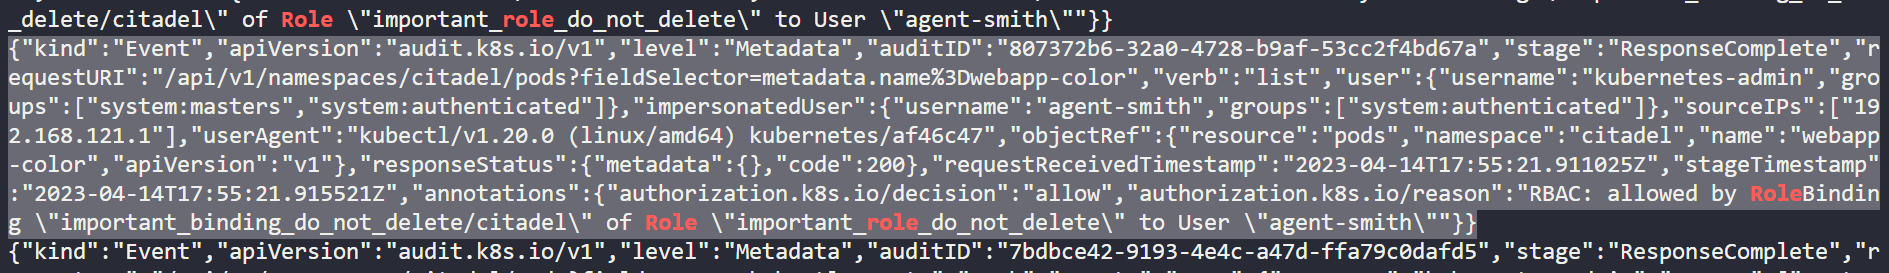 _delete/citadel\" of Role \"important_role_do_not_delete\" to User \"agent-smith\""}}
{"kind":"Event","apiVersion":"audit.k8s.io/v1","level":"Metadata","auditID":"807372b6-32a0-4728-b9af-53cc2f4bd67a","stage":"ResponseComplete","r
equestURI":"/api/v1/namespaces/citadel/pods?fieldSelector=metadata.name%3Dwebapp-color","verb":"list","user":{"username":"kubernetes-admin","gro
ups":["system:masters","system:authenticated"]},"impersonatedUser":{"username":"agent-smith","groups":["system:authenticated"]},"sourceIPs":["19
2.168.121.1"],"userAgent":"kubectl/v1.20.0 (linux/amd64) kubernetes/af46c47","objectRef":{"resource":"pods","namespace":"citadel","name":"webapp
-color","apiVersion":"v1"},"responseStatus":{"metadata":{},"code":200},"requestReceivedTimestamp":"2023-04-14T17:55:21.911025Z","stageTimestamp"
:"2023-04-14T17:55:21.915521Z","annotations":{"authorization.k8s.io/decision":"allow","authorization.k8s.io/reason":"RBAC: allowed by RoleBindin
g \"important_binding_do_not_delete/citadel\" of Role \"important_role_do_not_delete\" to User \"agent-smith\""}}
{"kind":"Event","apiVersion":"audit.k8s.io/v1","level":"Metadata","auditID":"7bdbce42-9193-4e4c-a47d-ffa79c0dafd5","stage":"ResponseComplete","r